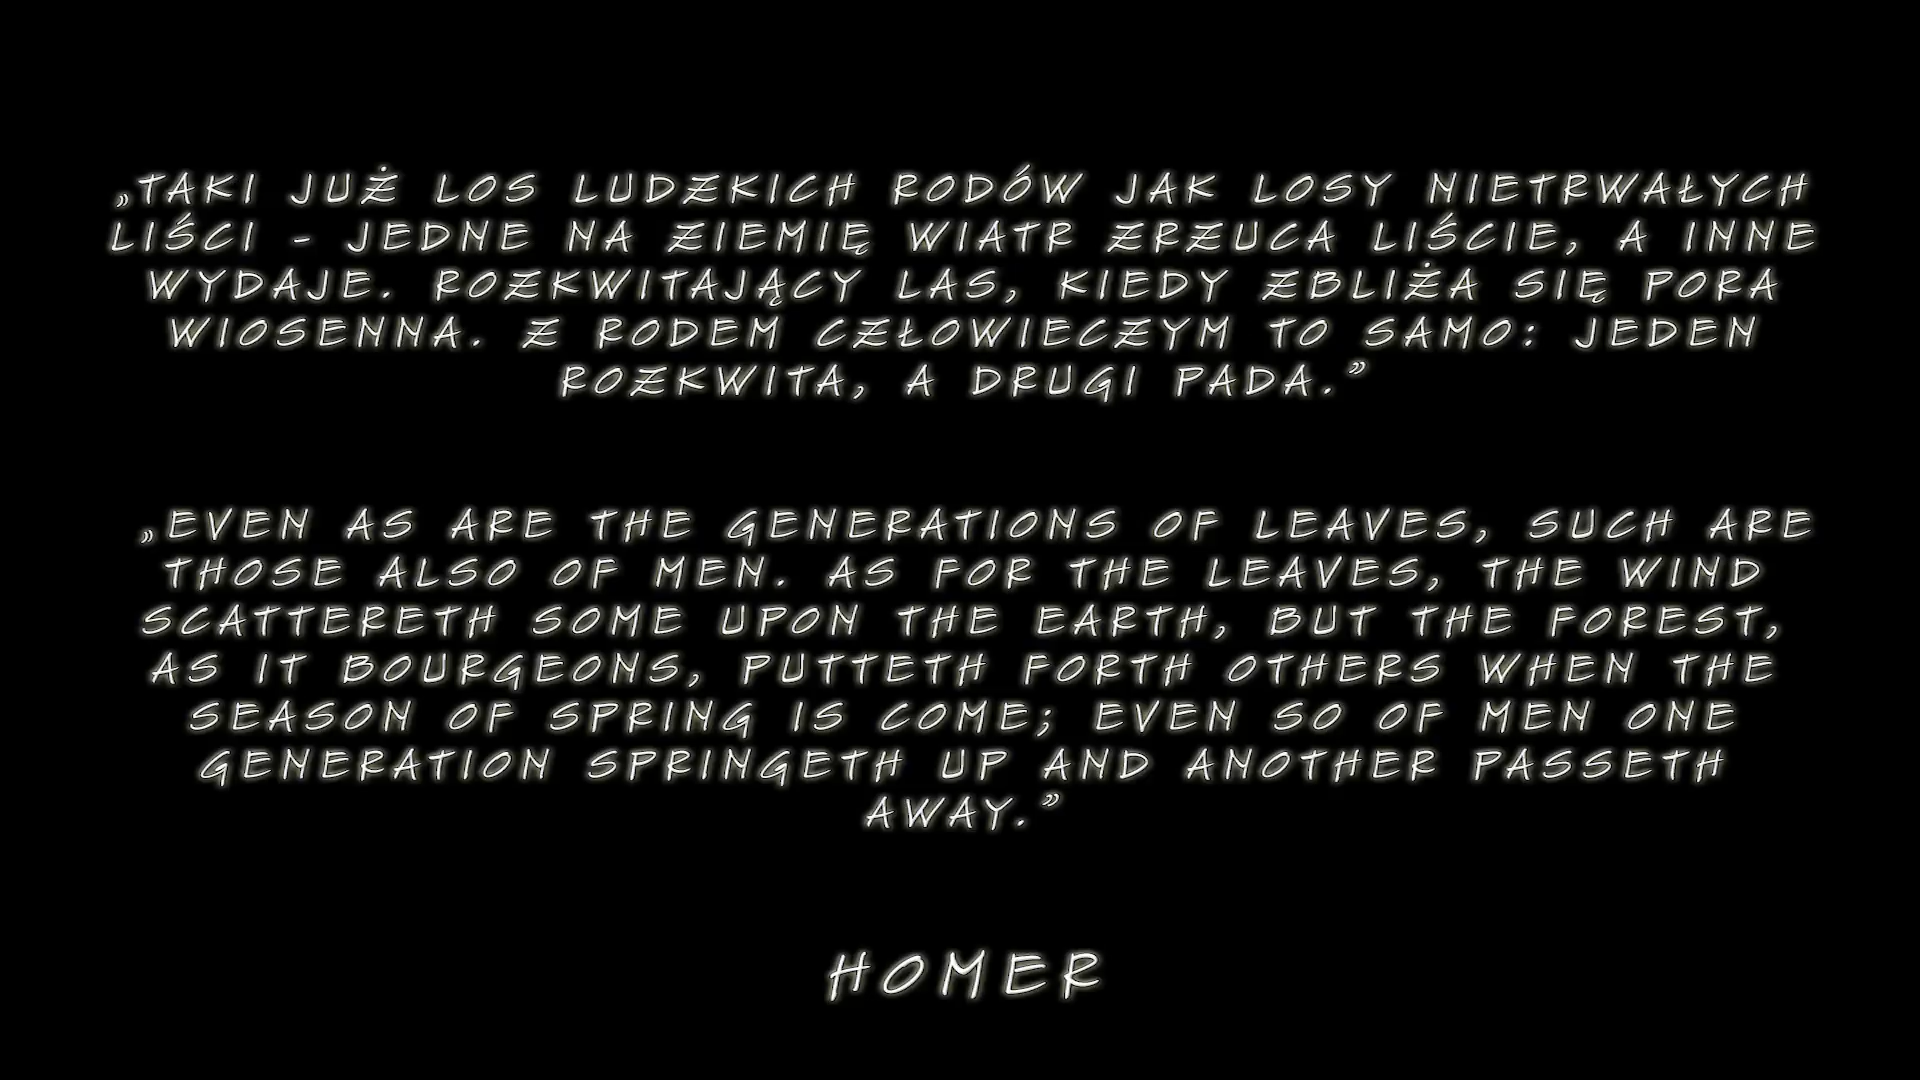 „TAKI JUŻ LOS LUDZKICH RODÓW JAK LOSY NIETRWAŁYCH
LIŚCI - JEDNE NA ZIEMIĘ WIATR ZRZUCA LIŚCIE, A INNE
WYDAJE. ROZKWITAJĄCY LAS, KIEDY ZBLIŻA SIĘ PORA
WIOSENNA. Z RODEM CZŁOWIECZYM TO SAMO: JEDEN
ROZKWITA, A DRUGI PADA.”
„EVEN AS ARE THE GENERATIONS OF LEAVES, SUCH ARE
THOSE ALSO OF MEN. AS FOR THE LEAVES, THE WIND
SCATTERETH SOME UPON THE EARTH, BUT THE FOREST,
AS IT BOURGEONS, PUTTETH FORTH OTHERS WHEN THE
SEASON OF SPRING IS COME; EVEN SO OF MEN ONE
GENERATION SPRINGETH UP AND ANOTHER PASSETH
AWAY.”
HOMER